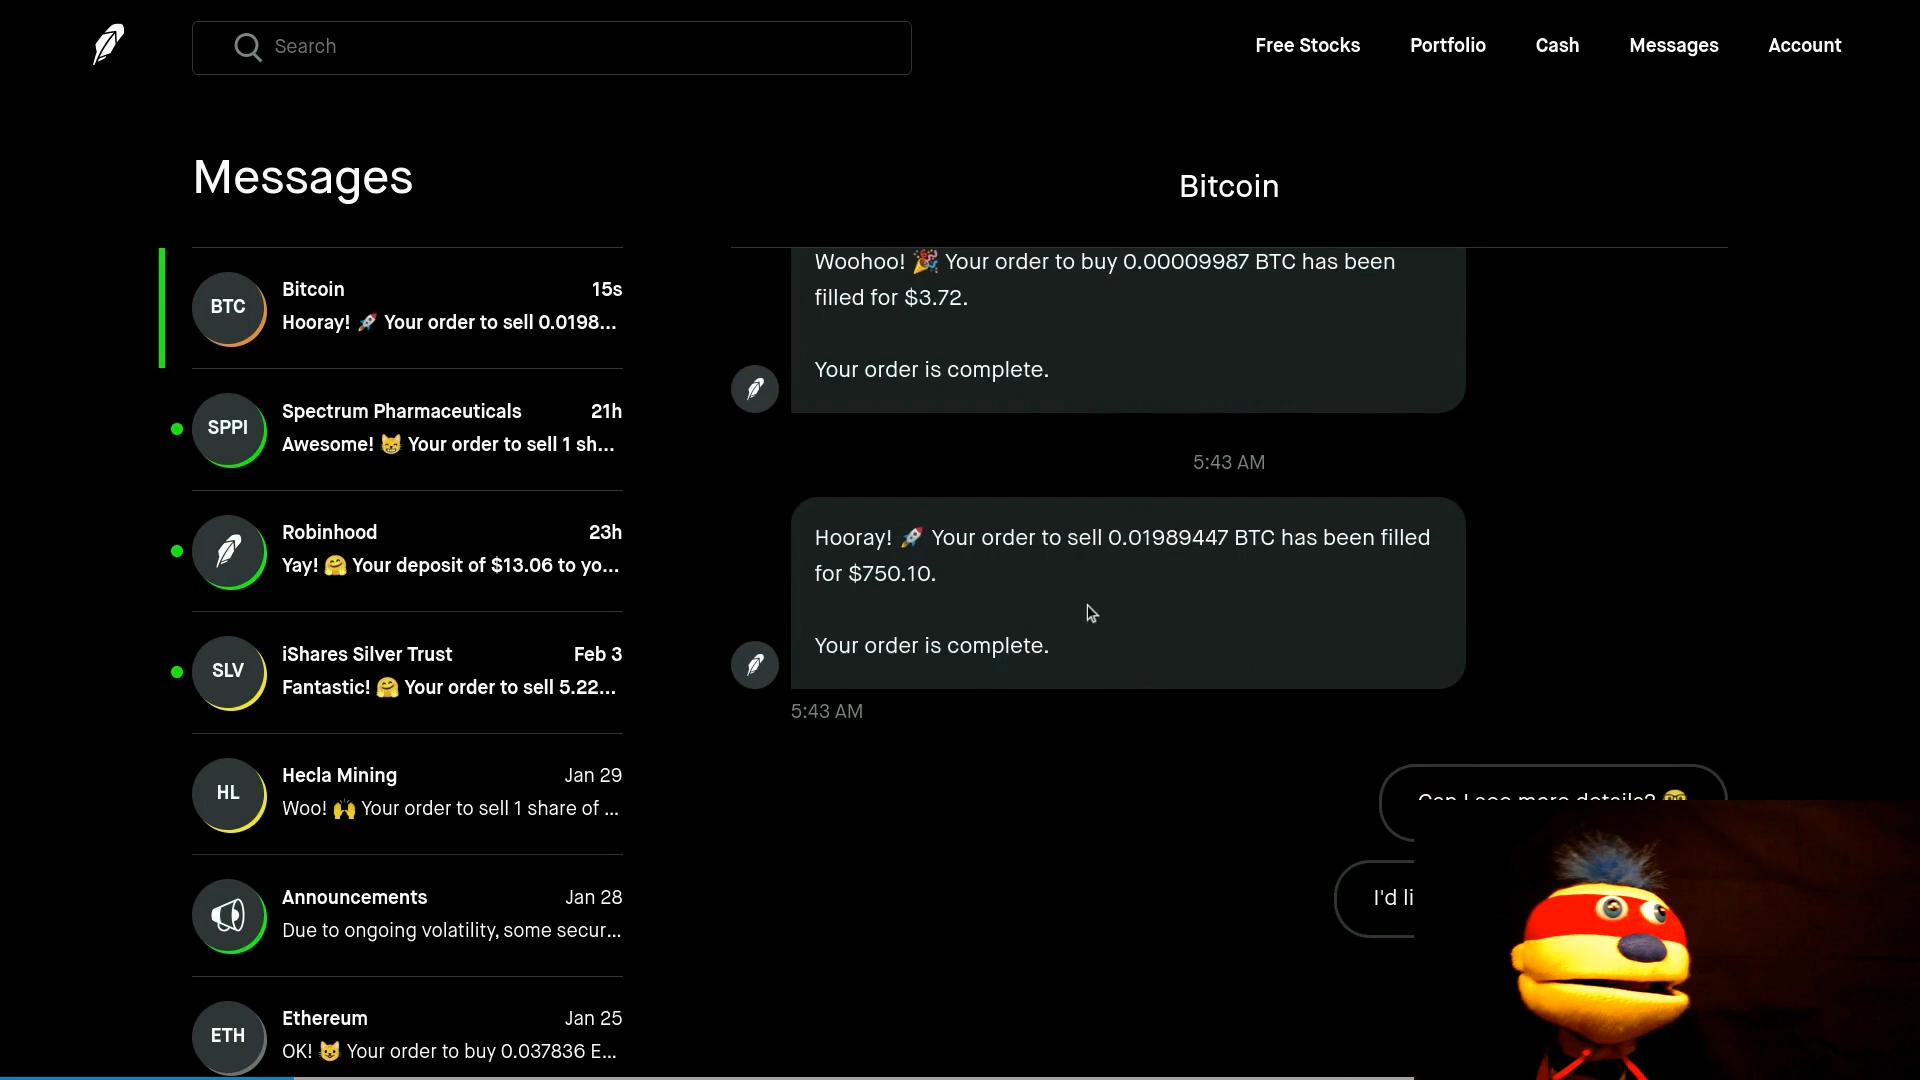 Search
Free Stocks
Portfolio
Cash
Messages
Account
Messages
BTC
Bitcoin
15s
Hooray! 🚀 Your order to sell 0.0198...
SPPI
Spectrum Pharmaceuticals
21h
Awesome! 😸 Your order to sell 1 sh...
Robinhood
23h
Yay! 🤗 Your deposit of $13.06 to yo...
SLV
iShares Silver Trust
Feb 3
Fantastic! 🤗 Your order to sell 5.22...
HL
Hecla Mining
Jan 29
Woo! 🙌 Your order to sell 1 share of ...
Announcements
Jan 28
Due to ongoing volatility, some secur...
ETH
Ethereum
Jan 25
OK! 😺 Your order to buy 0.037836 E...
Bitcoin
Woohoo! 🎉 Your order to buy 0.00009987 BTC has been
filled for $3.72.
Your order is complete.
5:43 AM
Hooray! 🚀 Your order to sell 0.01989447 BTC has been filled
for $750.10.
Your order is complete.
5:43 AM
Can I see more details? 🤓
I'd li